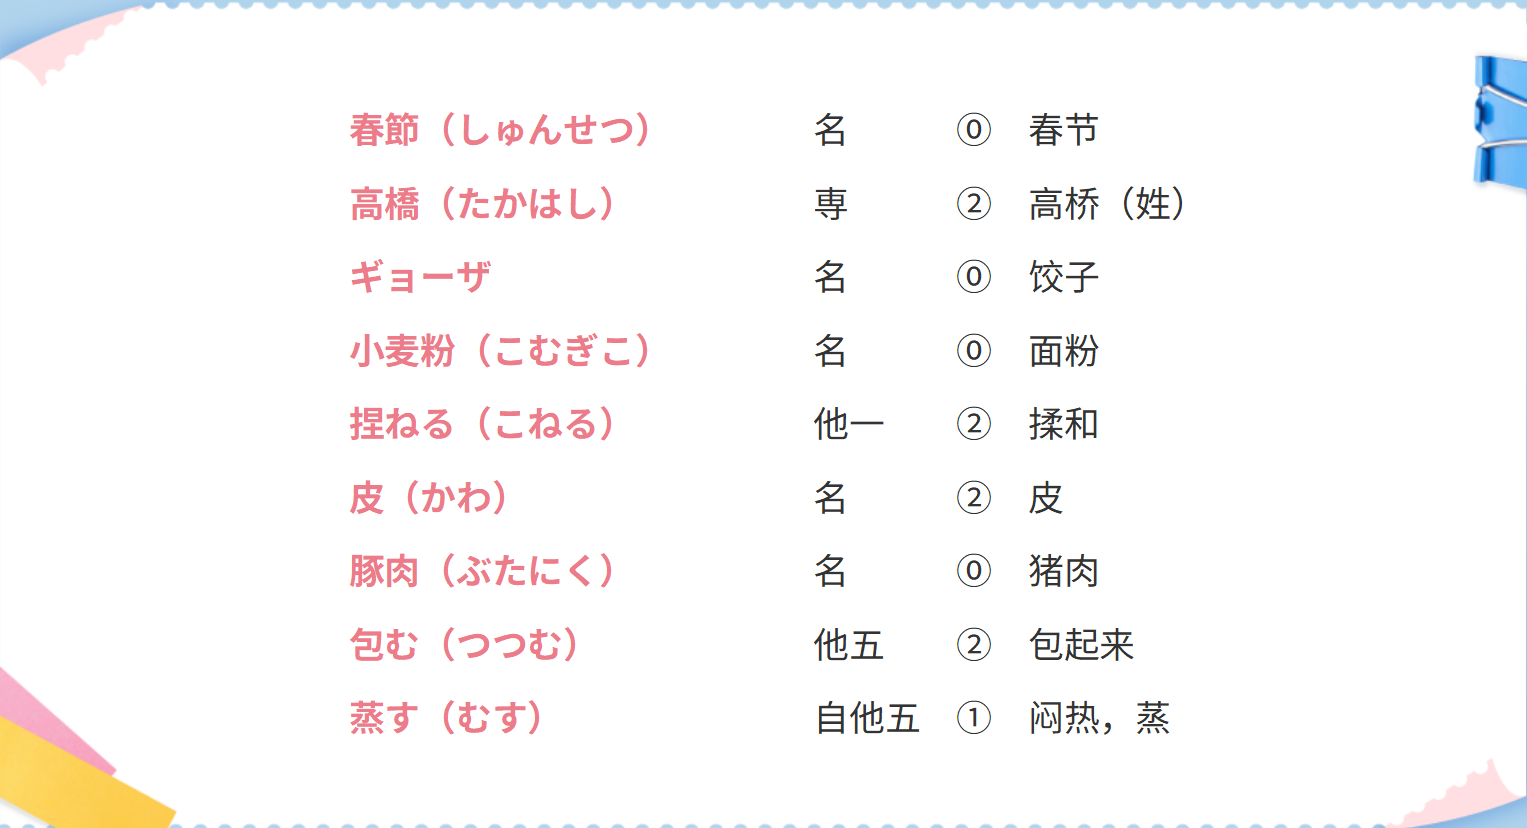 春節（しゅんせつ） 名 ⓪ 春节
高橋（たかはし） 専 ② 高桥（姓）
ギョーザ 名 ⓪ 饺子
小麦粉（こむぎこ） 名 ⓪ 面粉
捏ねる（こねる） 他一 ② 揉和
皮（かわ） 名 ② 皮
豚肉（ぶたにく） 名 ⓪ 猪肉
包む（つつむ） 他五 ② 包起来
蒸す（むす） 自他五 ① 闷热，蒸